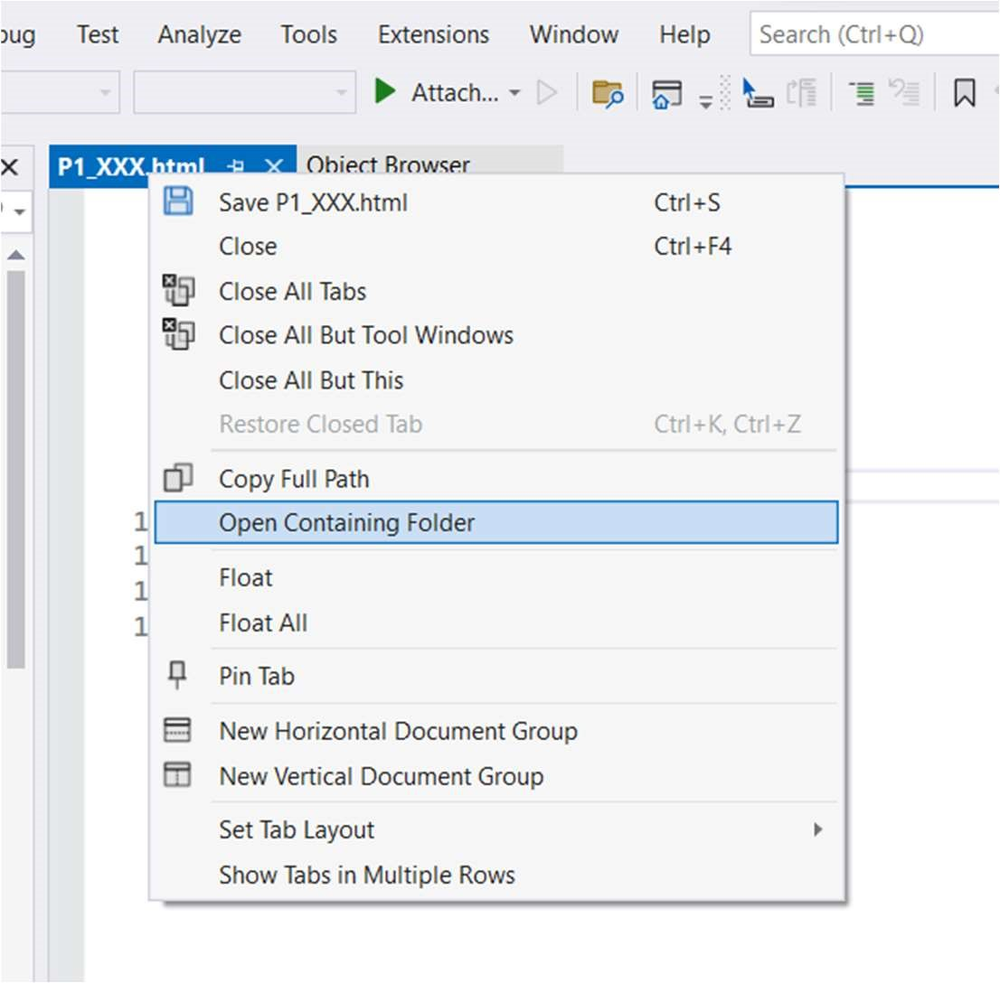 Test Analyze Tools Extensions Window Help Search (Ctrl+Q)
Attach...
P1_XXX.html Object Browser
Save P1_XXX.html Ctrl+S
Close Ctrl+F4
Close All Tabs
Close All But Tool Windows
Close All But This
Restore Closed Tab Ctrl+K, Ctrl+Z
Copy Full Path
1 Open Containing Folder
1
Float
1
Float All
1
Pin Tab
New Horizontal Document Group
New Vertical Document Group
Set Tab Layout
Show Tabs in Multiple Rows